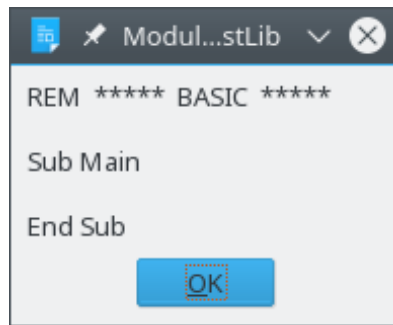 Modul...stLib
REM ***** BASIC *****
Sub Main
End Sub
OK